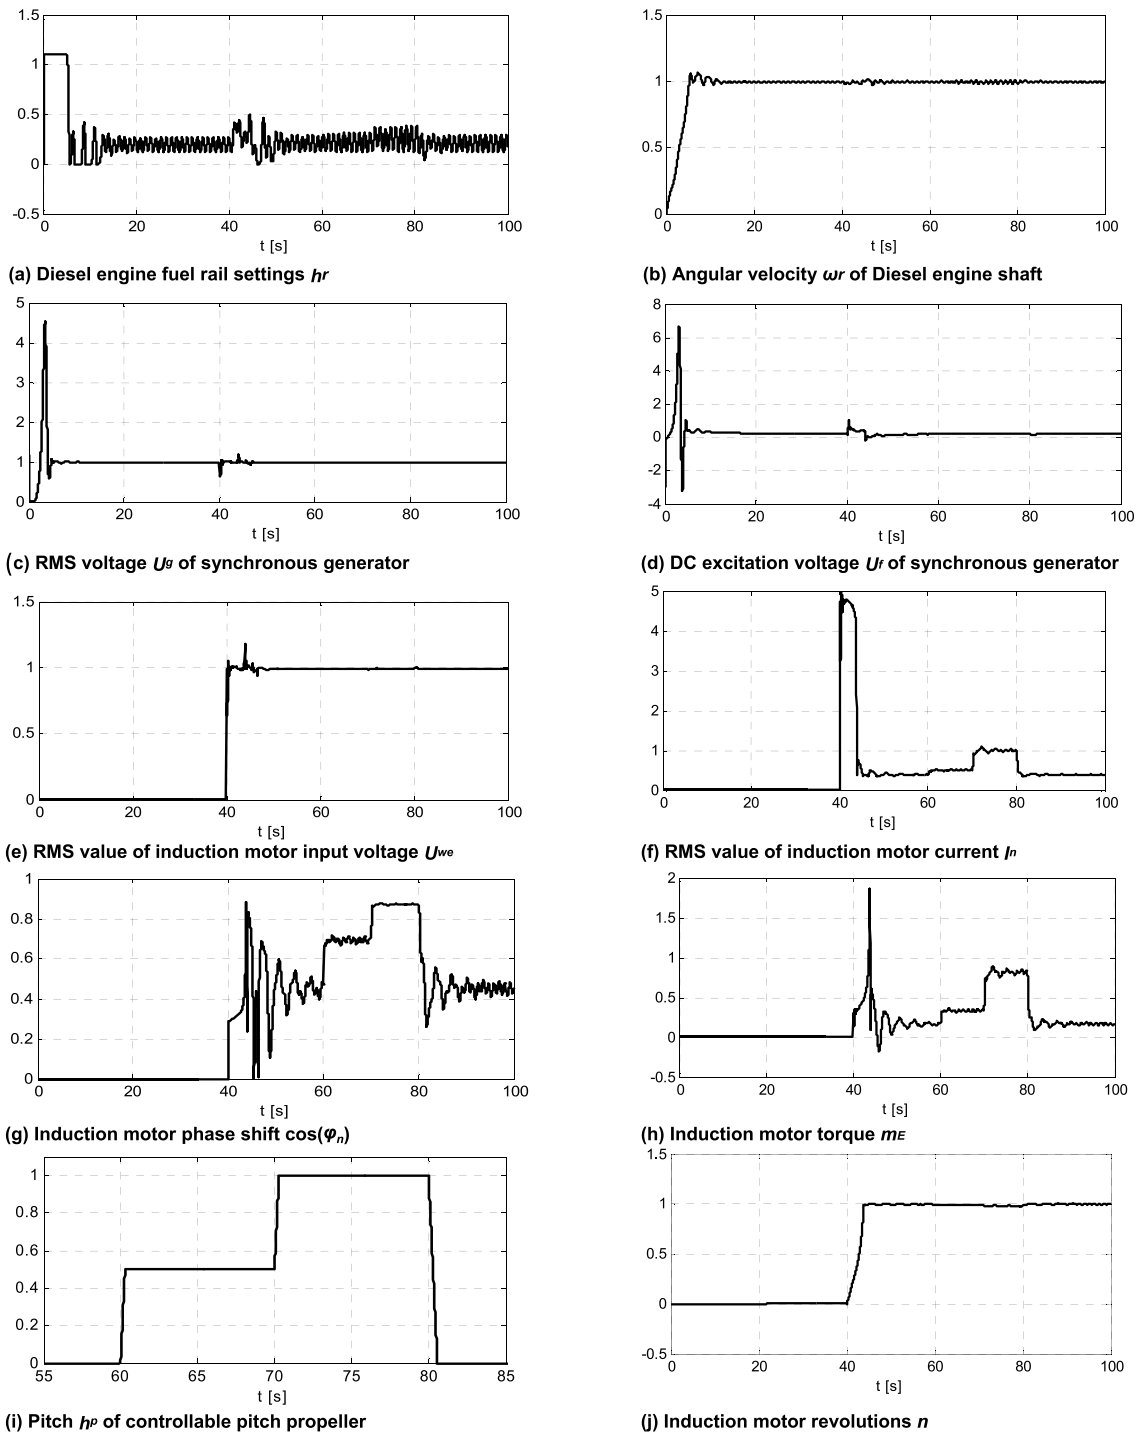 1.5
1
0.5
0
-0.5
0 20 40 60 80 100
t [s]
(a) Diesel engine fuel rail settings hr
1.5
1
0.5
0
0 20 40 60 80 100
t [s]
(b) Angular velocity ωr of Diesel engine shaft
5
4
3
2
1
0
0 20 40 60 80 100
t [s]
(c) RMS voltage Ug of synchronous generator
8
6
4
2
0
-2
-4
0 20 40 60 80 100
t [s]
(d) DC excitation voltage Uf of synchronous generator
1.5
1
0.5
0
0 20 40 60 80 100
t [s]
(e) RMS value of induction motor input voltage Uwe
5
4
3
2
1
0
0 20 40 60 80 100
t [s]
(f) RMS value of induction motor current In
1
0.8
0.6
0.4
0.2
0
0 20 40 60 80 100
t [s]
(g) Induction motor phase shift cos(φn)
2
1.5
1
0.5
0
-0.5
0 20 40 60 80 100
t [s]
(h) Induction motor torque mE
1
0.8
0.6
0.4
0.2
0
55 60 65 70 75 80 85
t [s]
(i) Pitch hp of controllable pitch propeller
1.5
1
0.5
0
-0.5
0 20 40 60 80 100
t [s]
(j) Induction motor revolutions n